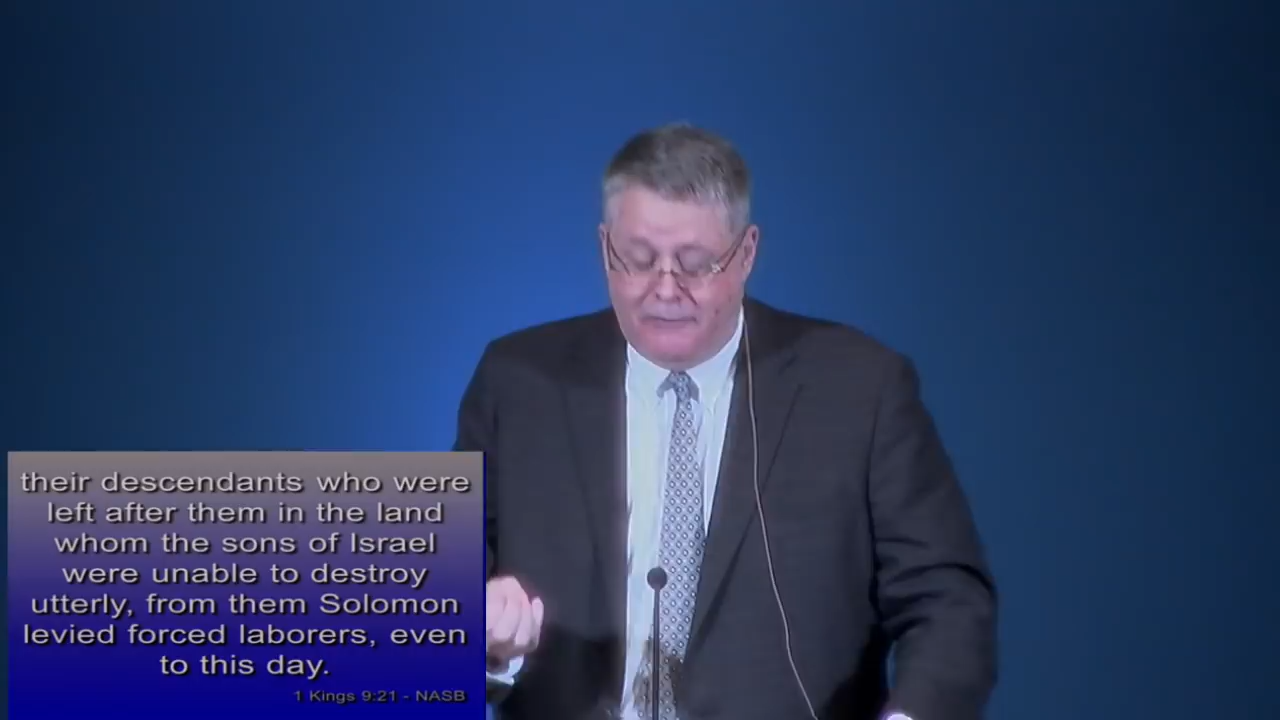 their descendants who were
left after them in the land
whom the sons of Israel
were unable to destroy
utterly, from them Solomon
levied forced laborers, even
to this day.
1 Kings 9:21 - NASB